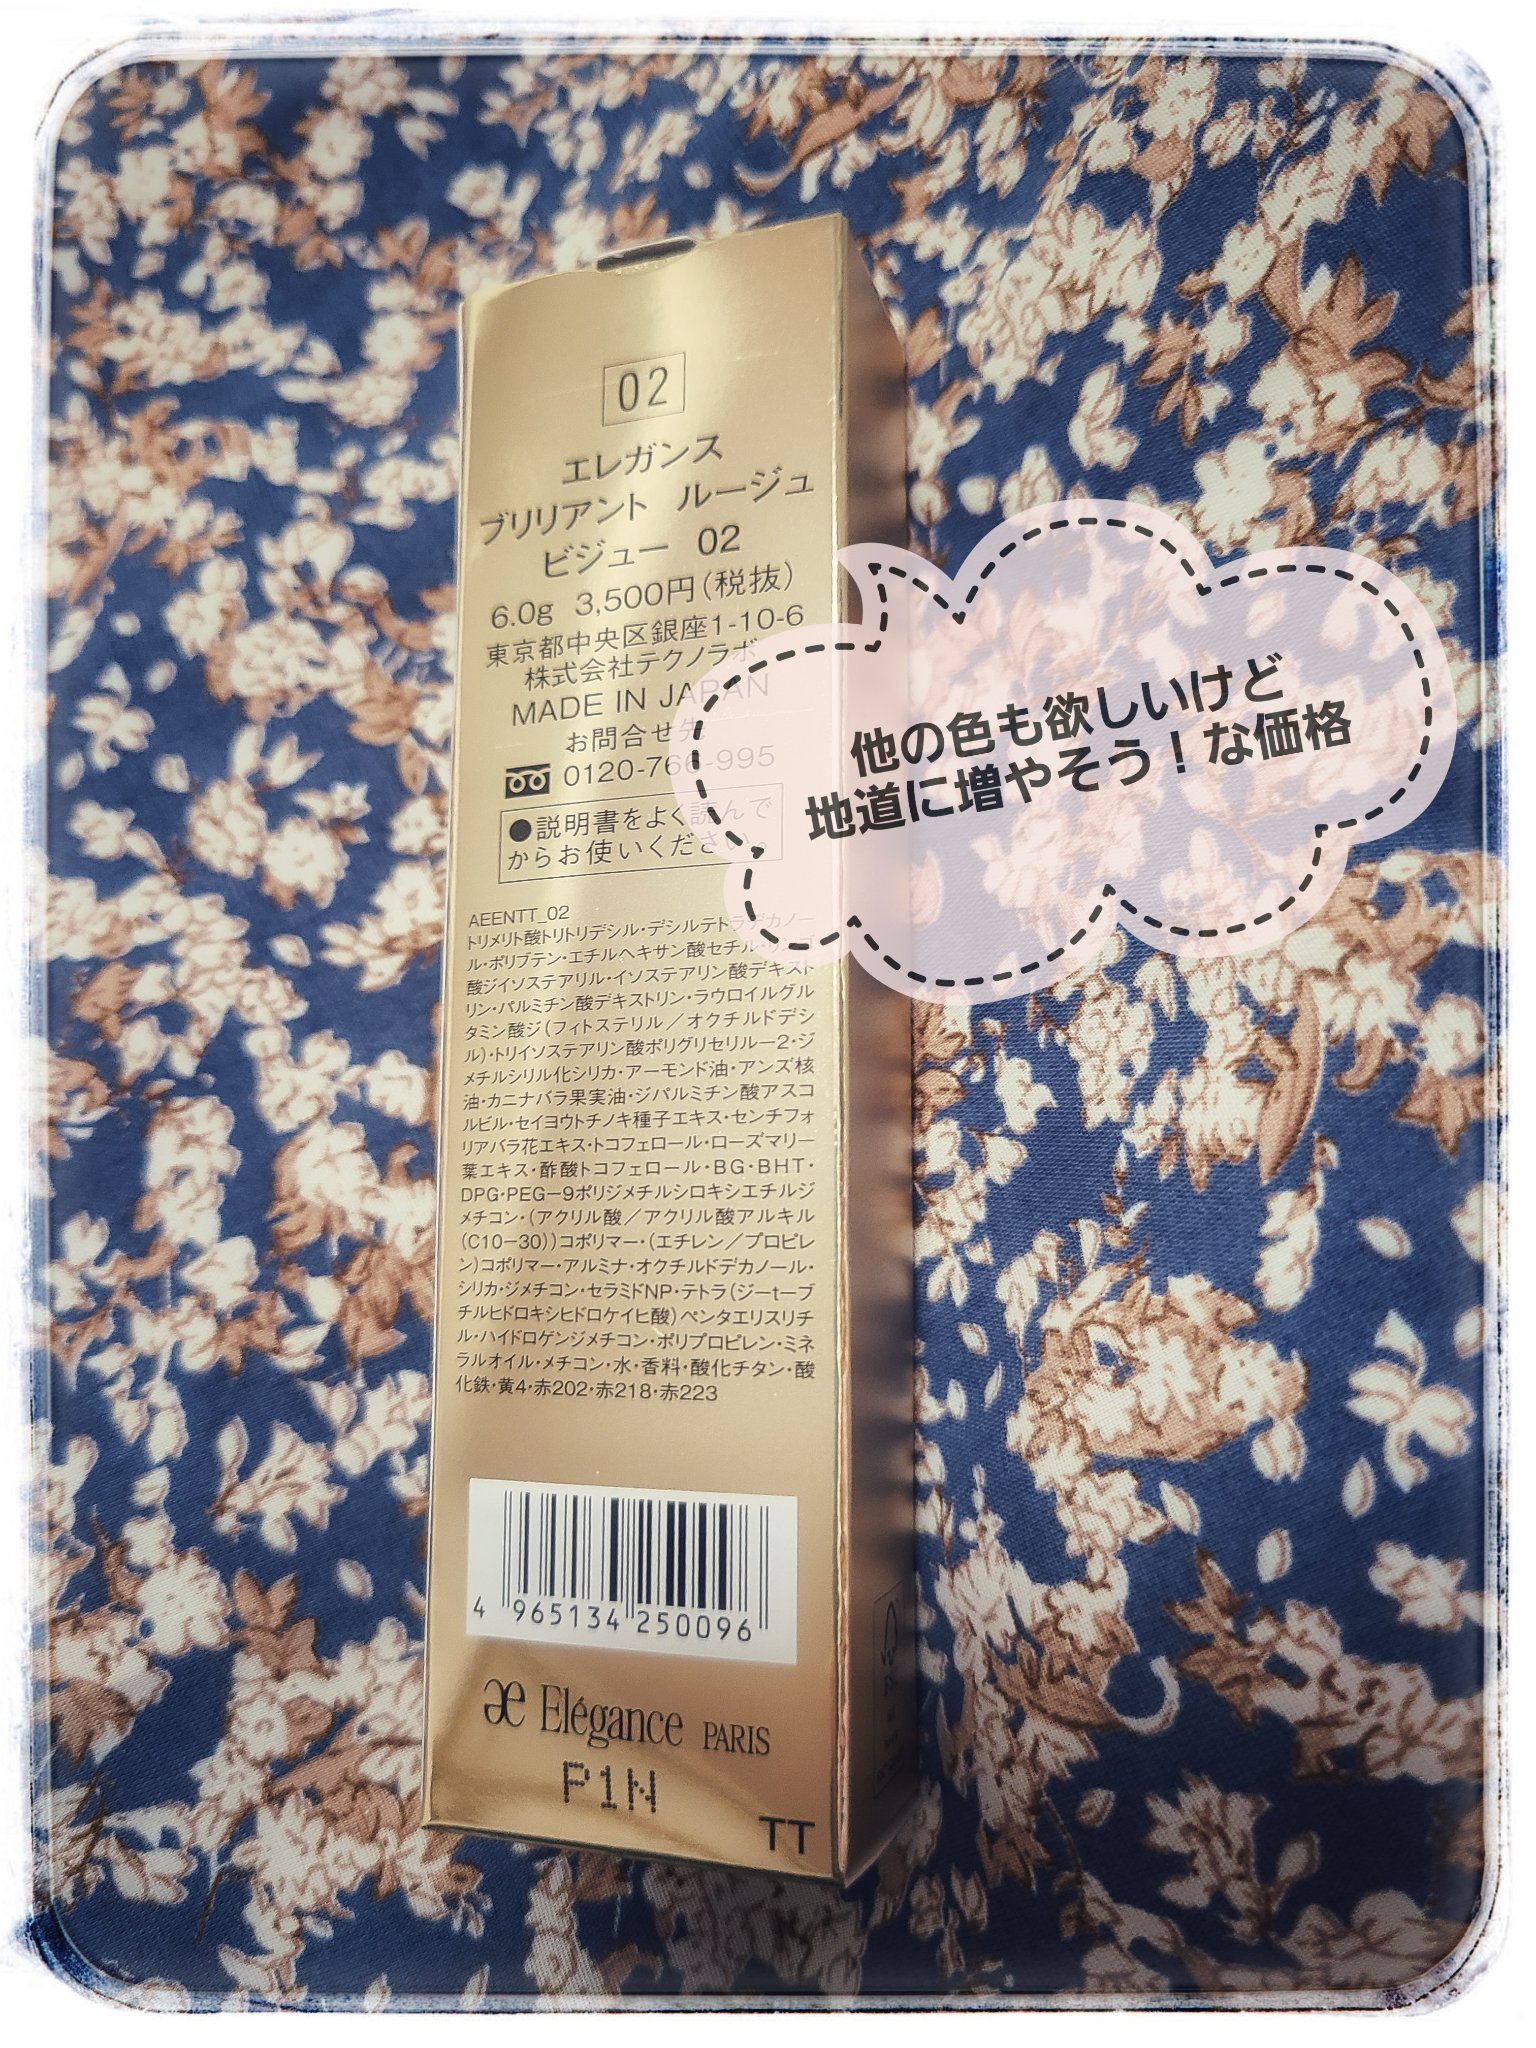 02
エレガンス
ブリリアント ルージュ
ビジュー 02
6.0g 3,500円(税抜)
東京都中央区銀座1-10-6
株式会社テクノラボ
MADE IN JAPAN
お問合せ先
0120-766-995
●説明書をよく読んで
からお使いください。
他の色も欲しいけど
地道に増やそう！な価格
AEENTT_02
トリメリト酸トリトリデシル・デシルテトラデカノー
ル・ポリブテン・エチルヘキサン酸セチル・リンゴ
酸ジイソステアリル・イソステアリン酸デキスト
リン・パルミチン酸デキストリン・ラウロイルグル
タミン酸ジ(フィトステリル／オクチルドデシ
ル)・トリイソステアリン酸ポリグリセリル－2・ジ
メチルシリル化シリカ・アーモンド油・アンズ核
油・カニナバラ果実油・ジパルミチン酸アスコ
ルビル・セイヨウトチノキ種子エキス・センチフォ
リアバラ花エキス・トコフェロール・ローズマリー
葉エキス・酢酸トコフェロール・BG・BHT・
DPG・PEG－9ポリジメチルシロキシエチルジ
メチコン・(アクリル酸／アクリル酸アルキル
(C10－30))コポリマー・(エチレン／プロピレ
ン)コポリマー・アルミナ・オクチルドデカノール・
シリカ・ジメチコン・セラミドNP・テトラ(ジーtーブ
チルヒドロキシヒドロケイヒ酸)ペンタエリスリチ
ル・ハイドロゲンジメチコン・ポリプロピレン・ミネ
ラルオイル・メチコン・水・香料・酸化チタン・酸
化鉄・黄4・赤202・赤218・赤223
4 965134 250096
æ Elégance PARIS
P1N
TT